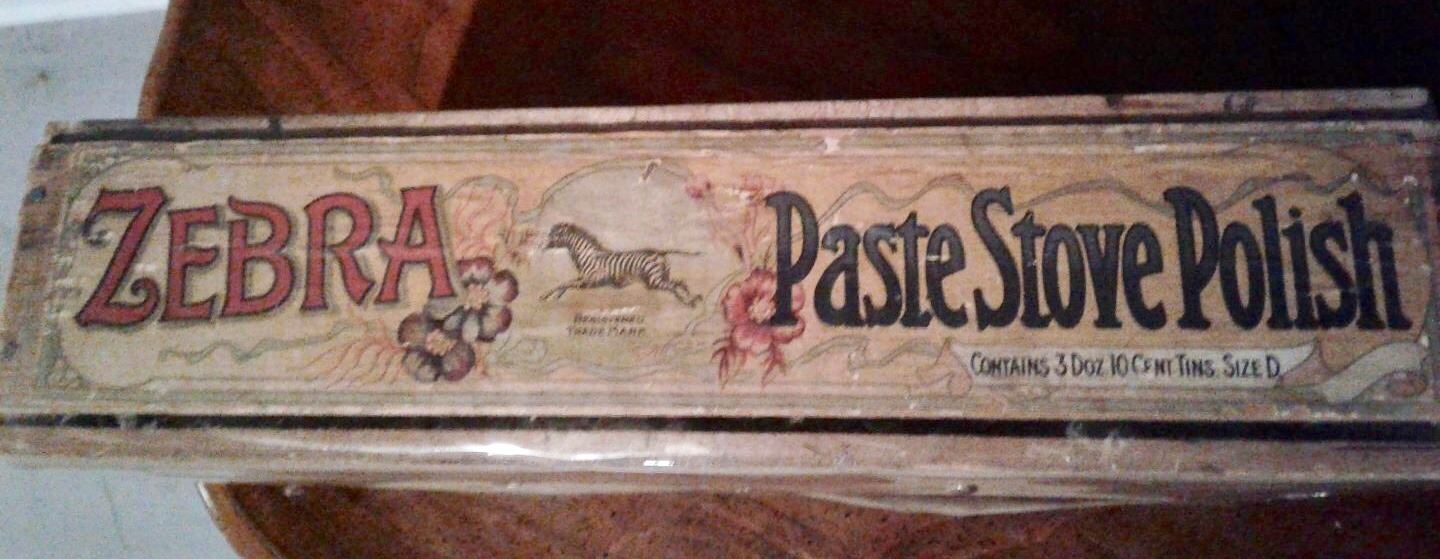 ZEBRA
REGISTERED
TRADE MARK
Paste Stove Polish
CONTAINS 3 DOZ 10 CENT TINS. SIZE D.